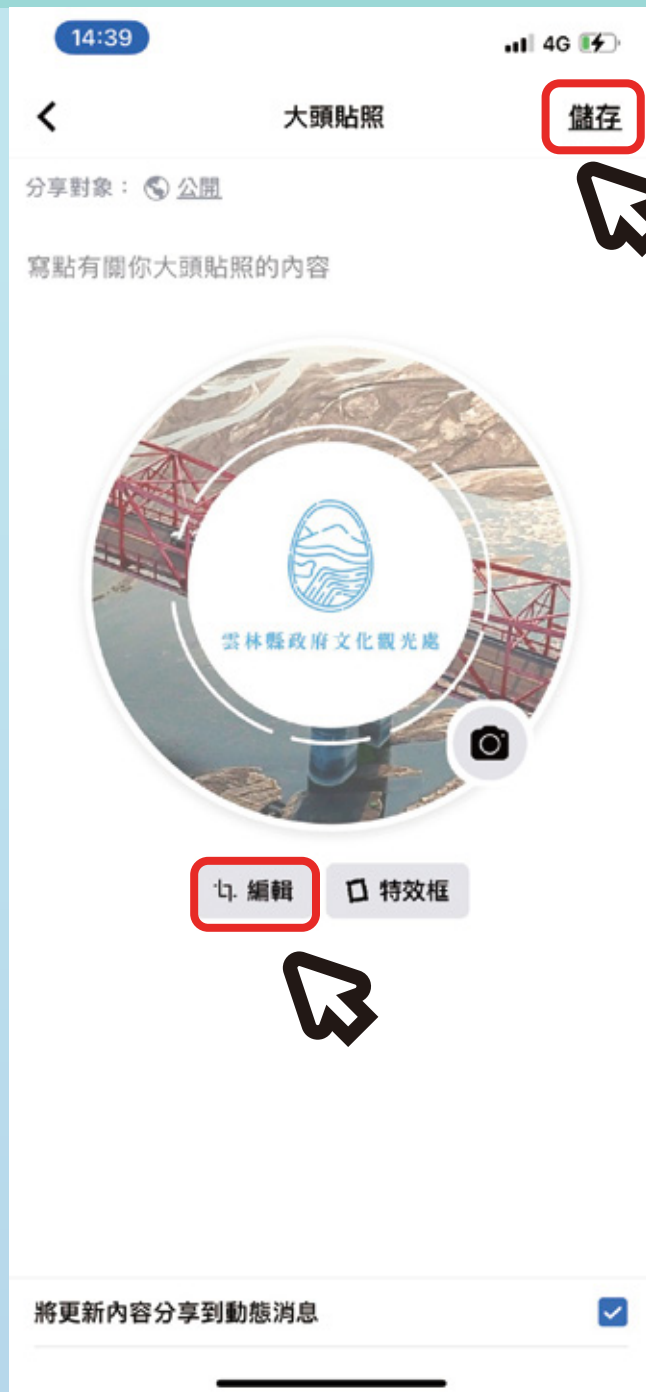 14:39
4G
大頭貼照
儲存
分享對象： 公開
寫點有關你大頭貼照的內容
雲林縣政府文化觀光處
編輯
特效框
將更新內容分享到動態消息